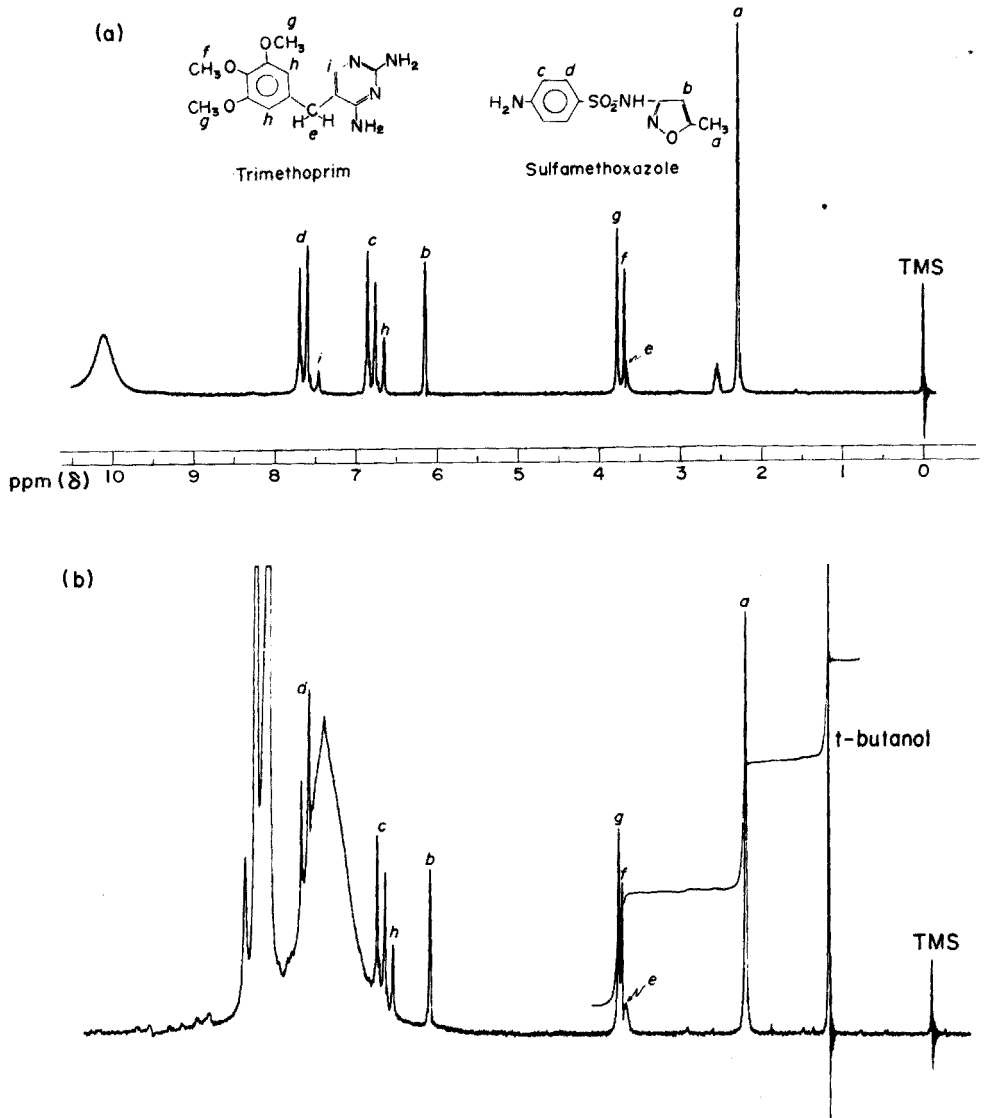 (a)
a
g
OCH₃
f
CH₃O
h
i
N
NH₂
CH₃O
g
h
H
C
H
e
N
NH₂
Trimethoprim
c
d
H₂N
SO₂NH
b
N
O
CH₃
a
Sulfamethoxazole
d
i
c
h
b
g
f
e
TMS
ppm (δ) 10 9 8 7 6 5 4 3 2 1 0
(b)
a
d
t-butanol
c
g
b
f
h
e
TMS